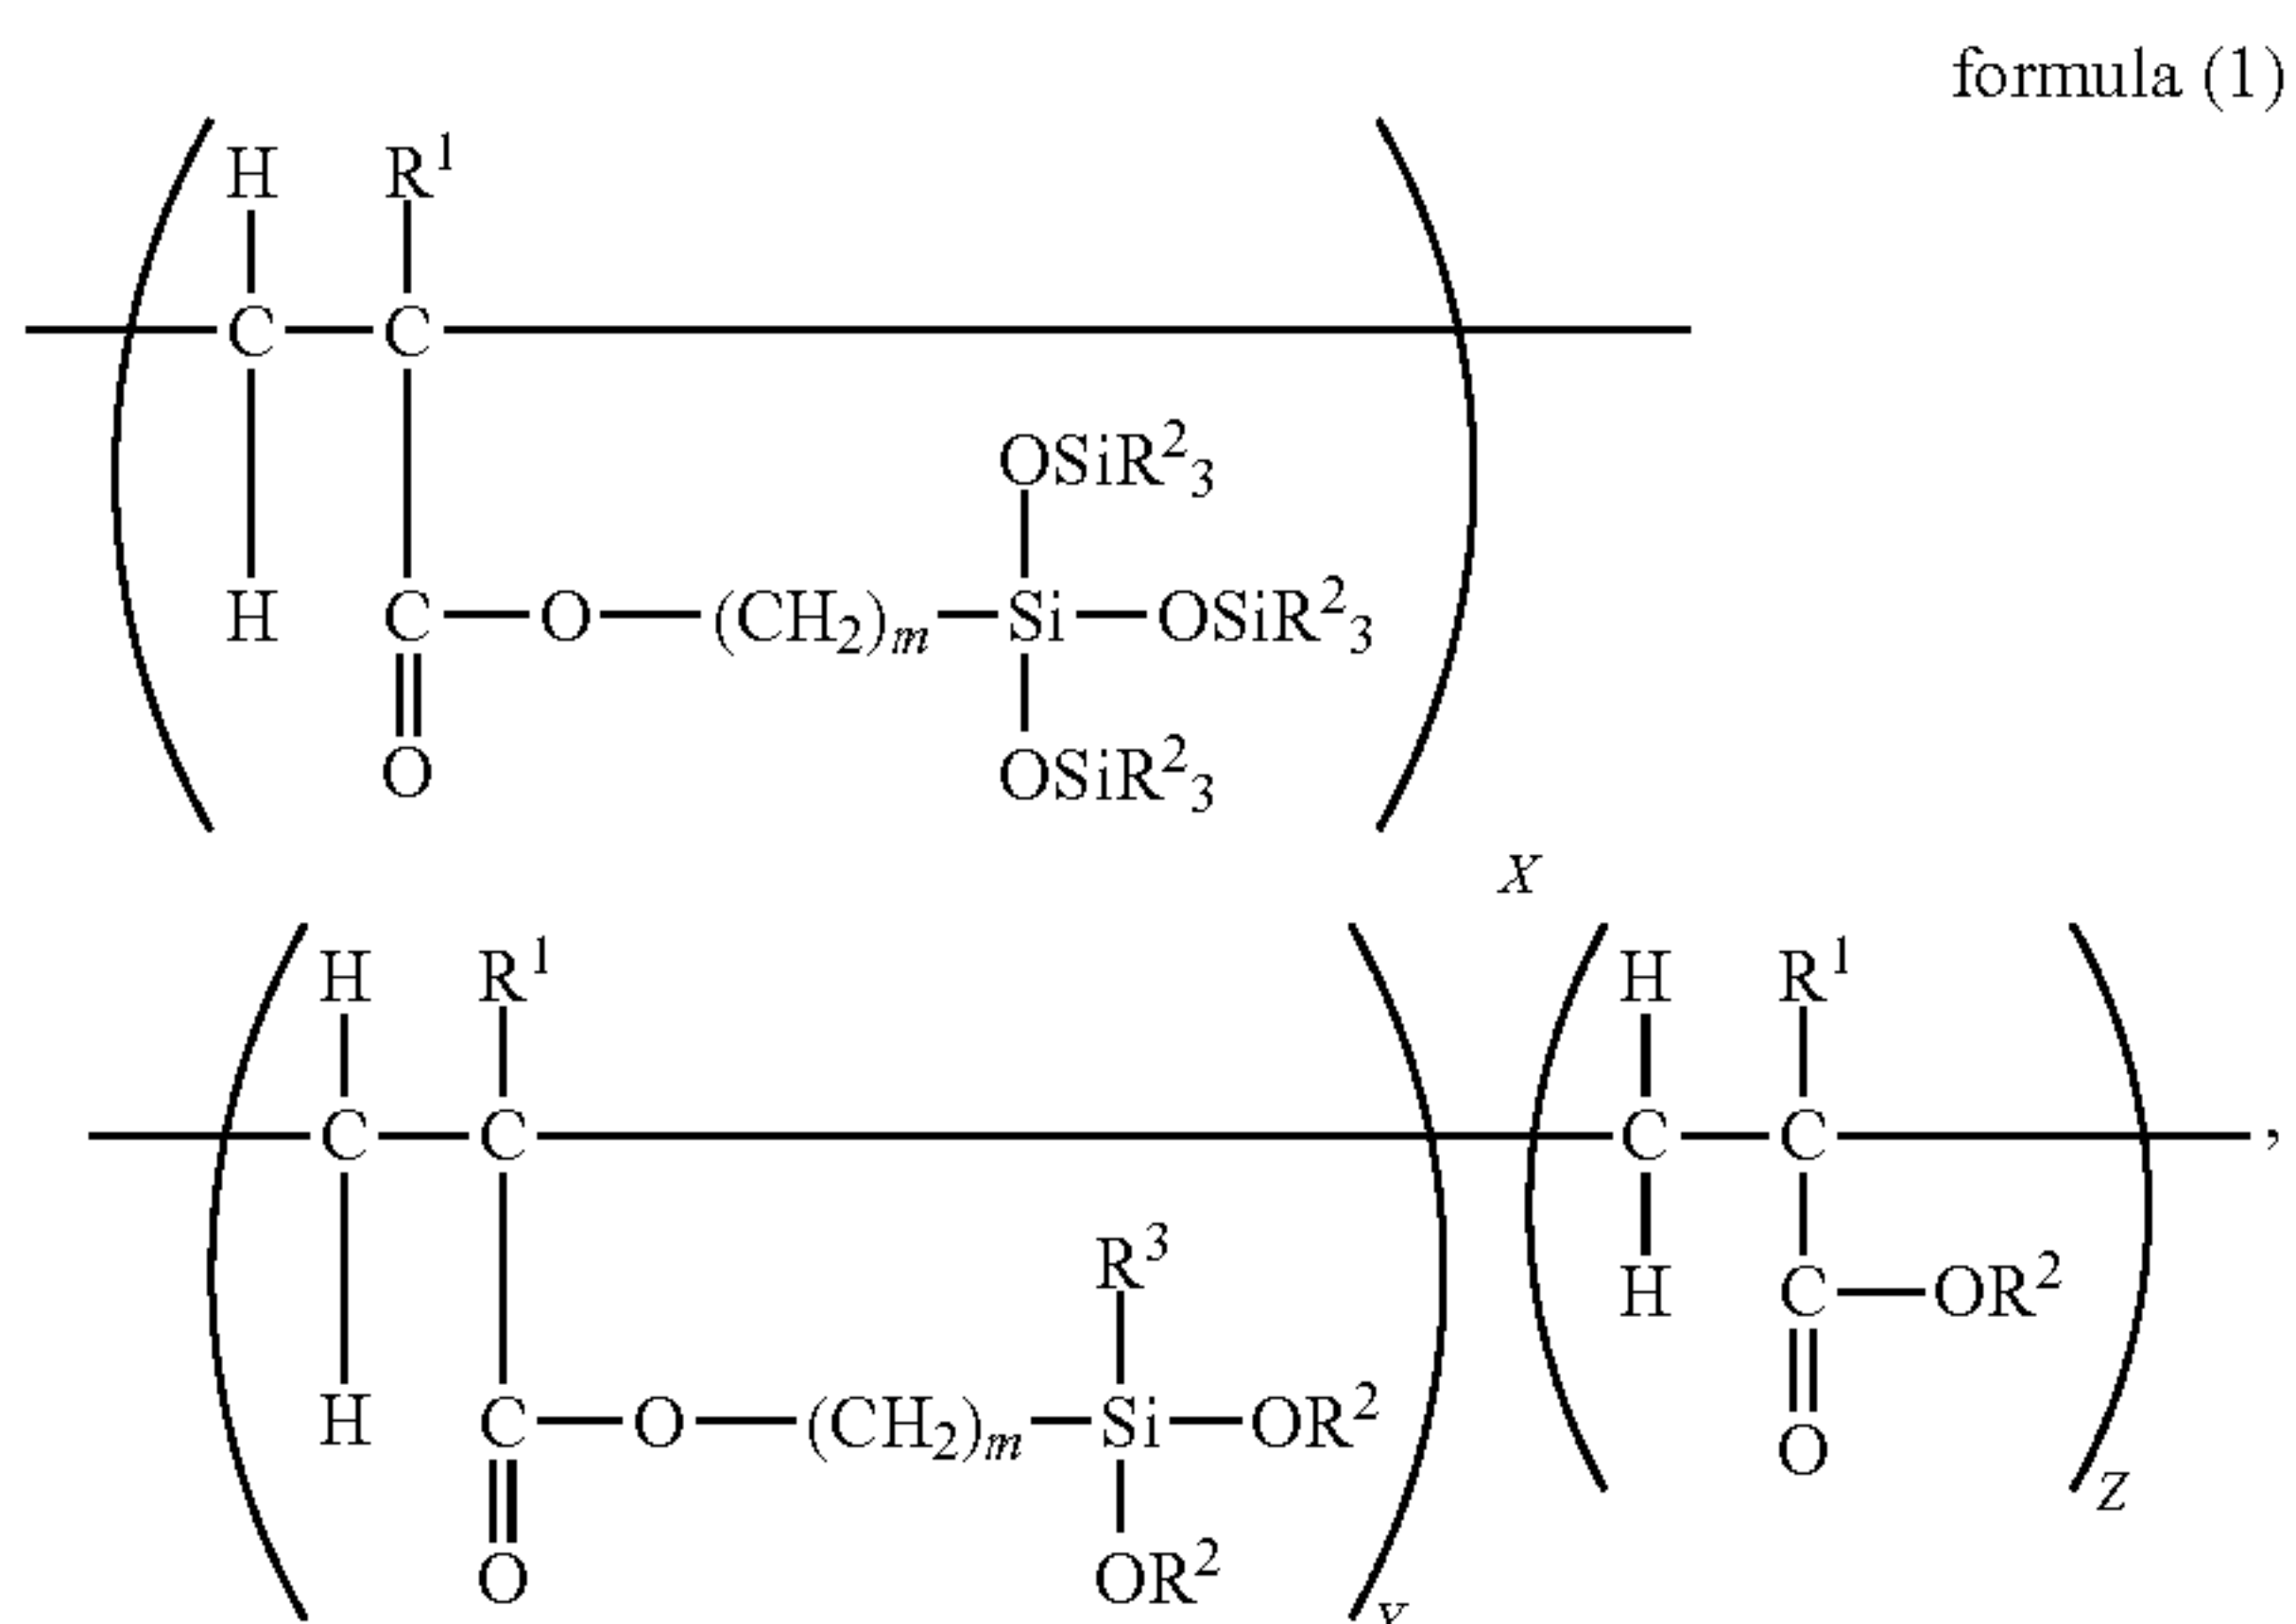 formula (1)
H R¹
C C
OSiR²₃
H C O (CH₂)ₘ Si OSiR²₃
O OSiR²₃
X
H R¹ H R¹
C C C C ,
R³
H C OR²
H C O (CH₂)ₘ Si OR²
O
Z
O OR²
Y